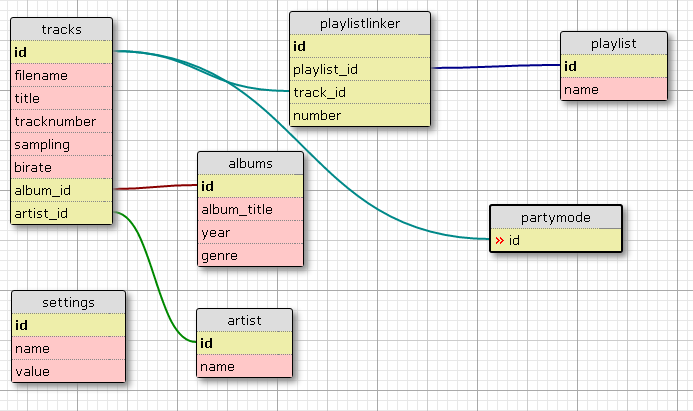 tracks
id
filename
title
tracknumber
sampling
birate
album_id
artist_id
playlistlinker
id
playlist_id
track_id
number
playlist
id
name
albums
id
album_title
year
genre
partymode
» id
settings
id
name
value
artist
id
name